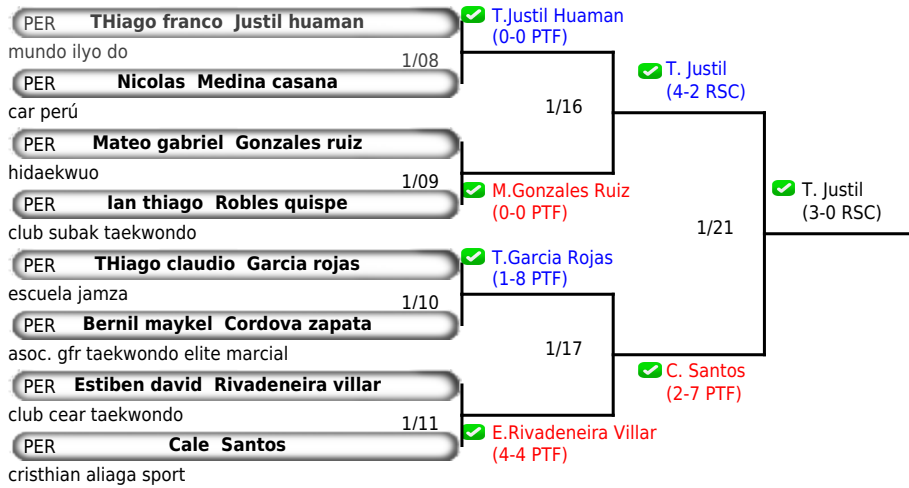 PER THiago franco Justil huaman
mundo ilyo do
1/08
PER Nicolas Medina casana
car perú
PER Mateo gabriel Gonzales ruiz
hidaekwuo
1/09
PER Ian thiago Robles quispe
club subak taekwondo
PER THiago claudio Garcia rojas
escuela jamza
1/10
PER Bernil maykel Cordova zapata
asoc. gfr taekwondo elite marcial
PER Estiben david Rivadeneira villar
club cear taekwondo
1/11
PER Cale Santos
cristhian aliaga sport
T.Justil Huaman
(0-0 PTF)
1/16
M.Gonzales Ruiz
(0-0 PTF)
T.Garcia Rojas
(1-8 PTF)
1/17
E.Rivadeneira Villar
(4-4 PTF)
T. Justil
(4-2 RSC)
1/21
C. Santos
(2-7 PTF)
T. Justil
(3-0 RSC)